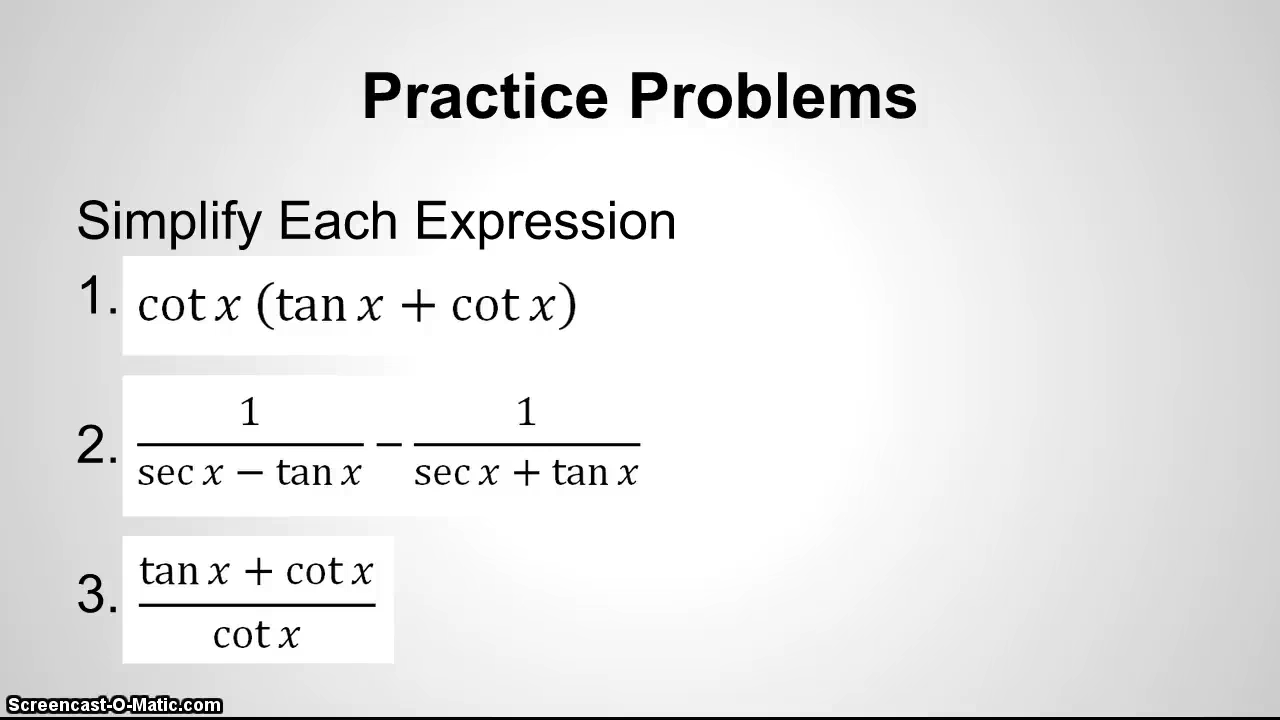 Practice Problems
Simplify Each Expression
1. cot x (tan x + cot x)
2. 1/(sec x − tan x) − 1/(sec x + tan x)
3. (tan x + cot x)/(cot x)
Screencast-O-Matic.com